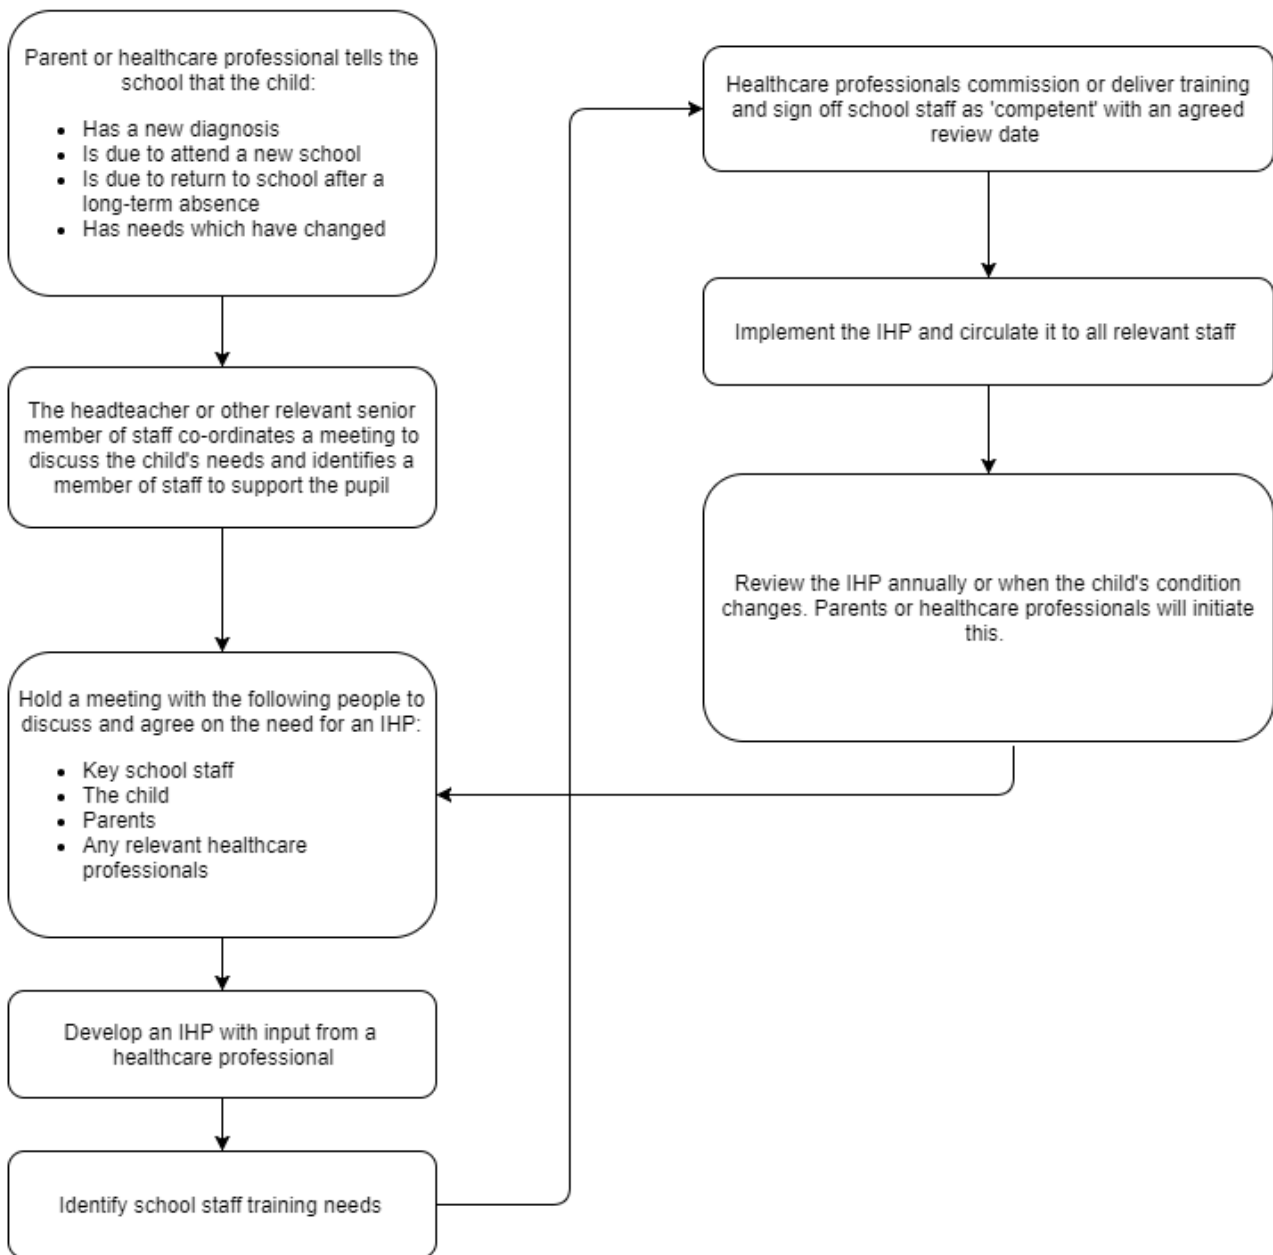 Parent or healthcare professional tells the
school that the child:
• Has a new diagnosis
• Is due to attend a new school
• Is due to return to school after a
long-term absence
• Has needs which have changed
The headteacher or other relevant senior
member of staff co-ordinates a meeting to
discuss the child's needs and identifies a
member of staff to support the pupil
Hold a meeting with the following people to
discuss and agree on the need for an IHP:
• Key school staff
• The child
• Parents
• Any relevant healthcare
professionals
Develop an IHP with input from a
healthcare professional
Identify school staff training needs
Healthcare professionals commission or deliver training
and sign off school staff as 'competent' with an agreed
review date
Implement the IHP and circulate it to all relevant staff
Review the IHP annually or when the child's condition
changes. Parents or healthcare professionals will initiate
this.